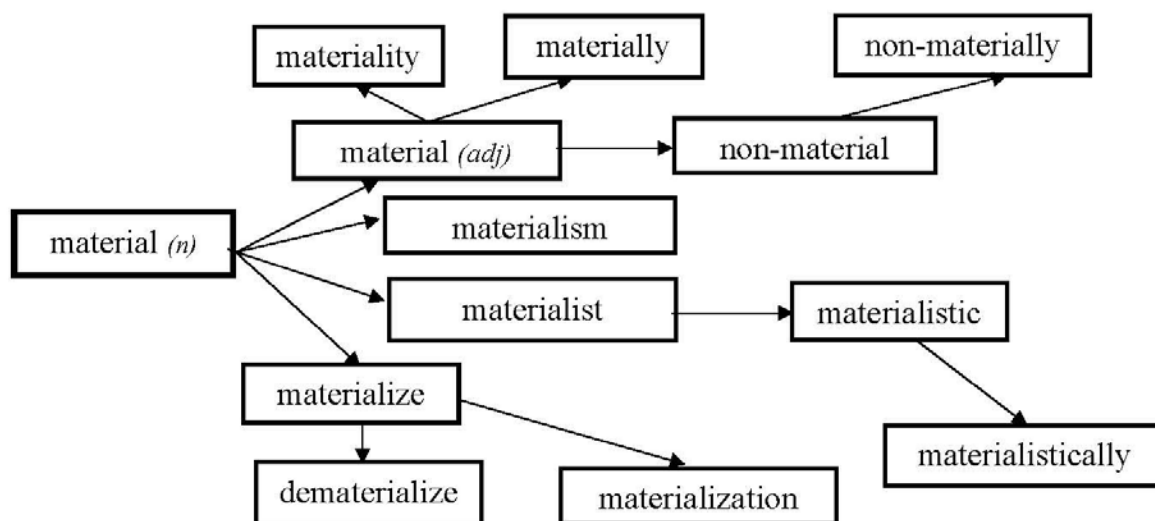 materiality
materially
non-materially
material (adj)
non-material
material (n)
materialism
materialist
materialistic
materialize
materialistically
dematerialize
materialization